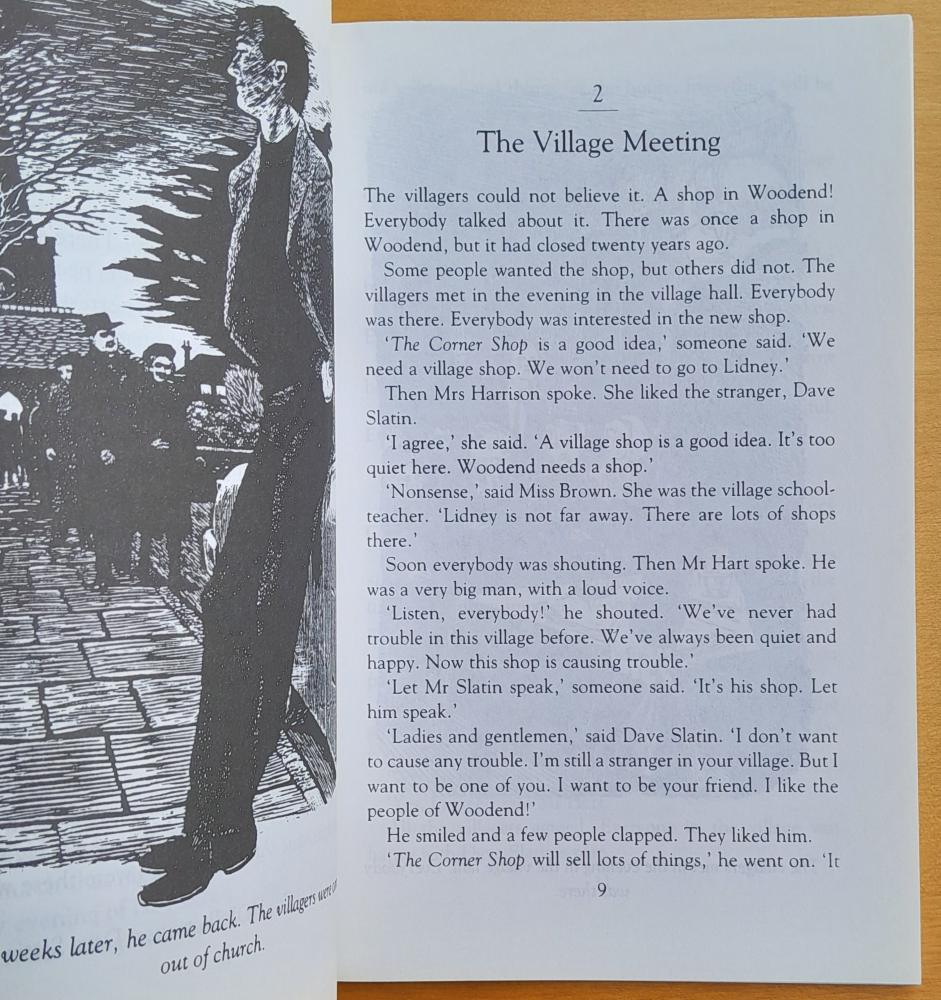 weeks later, he came back. The villagers were
out of church.
2
The Village Meeting
The villagers could not believe it. A shop in Woodend!
Everybody talked about it. There was once a shop in
Woodend, but it had closed twenty years ago.
Some people wanted the shop, but others did not. The
villagers met in the evening in the village hall. Everybody
was there. Everybody was interested in the new shop.
‘The Corner Shop is a good idea,’ someone said. ‘We
need a village shop. We won’t need to go to Lidney.’
Then Mrs Harrison spoke. She liked the stranger, Dave
Slatin.
‘I agree,’ she said. ‘A village shop is a good idea. It’s too
quiet here. Woodend needs a shop.’
‘Nonsense,’ said Miss Brown. She was the village school-
teacher. ‘Lidney is not far away. There are lots of shops
there.’
Soon everybody was shouting. Then Mr Hart spoke. He
was a very big man, with a loud voice.
‘Listen, everybody!’ he shouted. ‘We’ve never had
trouble in this village before. We’ve always been quiet and
happy. Now this shop is causing trouble.’
‘Let Mr Slatin speak,’ someone said. ‘It’s his shop. Let
him speak.’
‘Ladies and gentlemen,’ said Dave Slatin. ‘I don’t want
to cause any trouble. I’m still a stranger in your village. But I
want to be one of you. I want to be your friend. I like the
people of Woodend!’
He smiled and a few people clapped. They liked him.
‘The Corner Shop will sell lots of things,’ he went on. ‘It
9